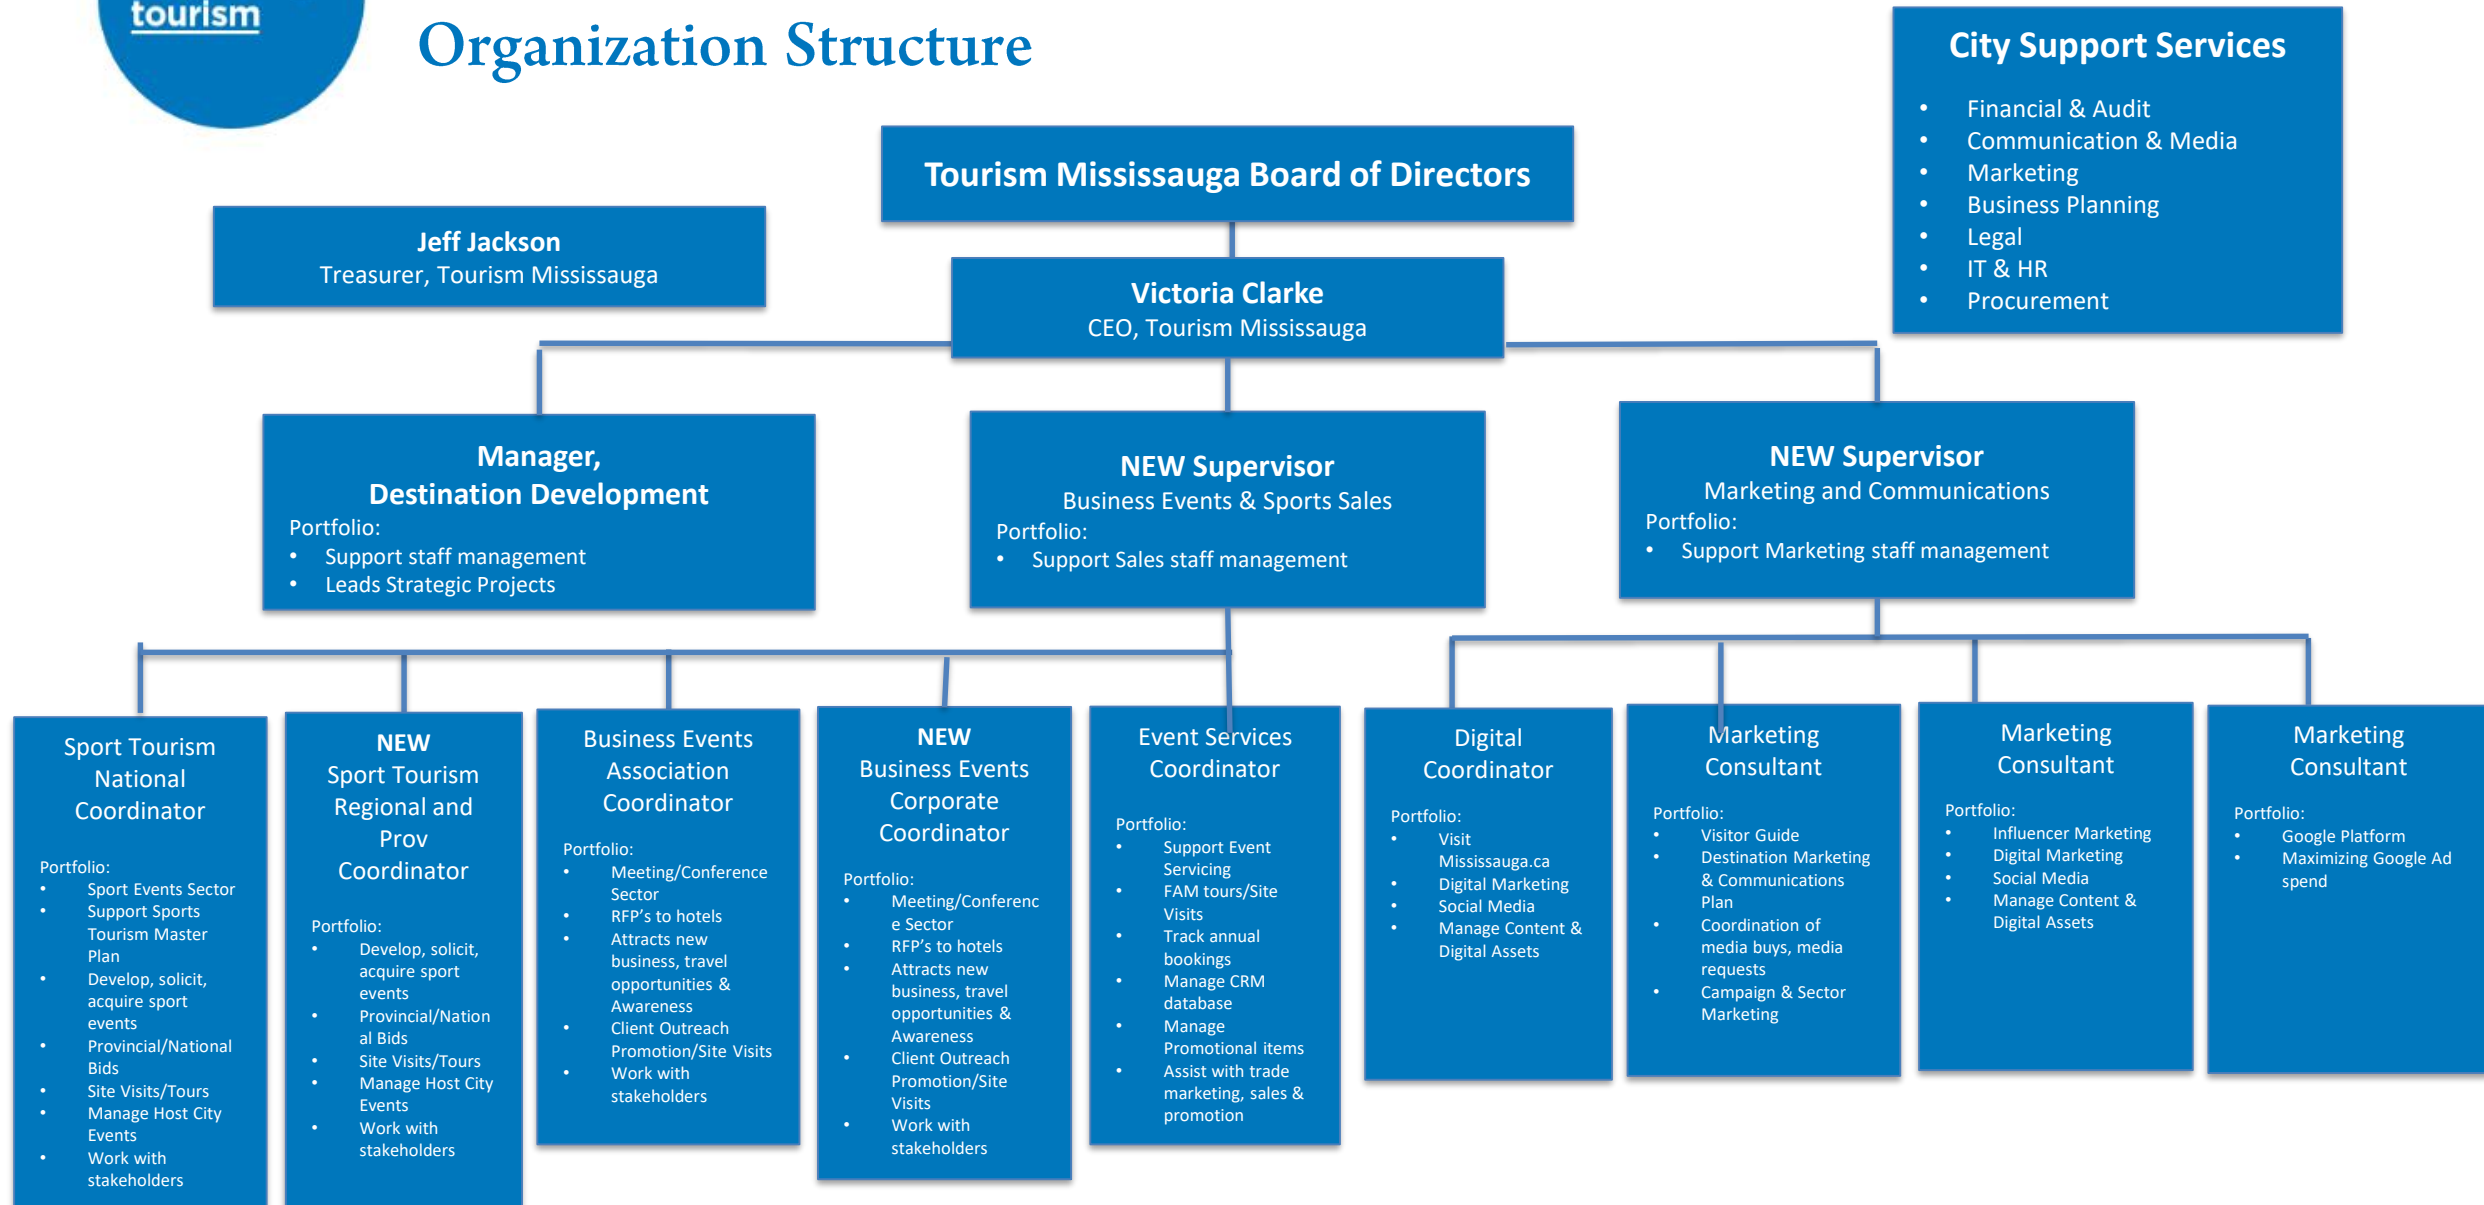 tourism
Organization Structure
City Support Services
• Financial & Audit
• Communication & Media
• Marketing
• Business Planning
• Legal
• IT & HR
• Procurement
Tourism Mississauga Board of Directors
Jeff Jackson
Treasurer, Tourism Mississauga
Victoria Clarke
CEO, Tourism Mississauga
Manager,
Destination Development
Portfolio:
• Support staff management
• Leads Strategic Projects
NEW Supervisor
Business Events & Sports Sales
Portfolio:
• Support Sales staff management
NEW Supervisor
Marketing and Communications
Portfolio:
• Support Marketing staff management
Sport Tourism
National
Coordinator
Portfolio:
• Sport Events Sector
• Support Sports
Tourism Master
Plan
• Develop, solicit,
acquire sport
events
• Provincial/National
Bids
• Site Visits/Tours
• Manage Host City
Events
• Work with
stakeholders
NEW
Sport Tourism
Regional and
Prov
Coordinator
Portfolio:
• Develop, solicit,
acquire sport
events
• Provincial/Nation
al Bids
• Site Visits/Tours
• Manage Host City
Events
• Work with
stakeholders
Business Events
Association
Coordinator
Portfolio:
• Meeting/Conference
Sector
• RFP's to hotels
• Attracts new
business, travel
opportunities &
Awareness
• Client Outreach
Promotion/Site Visits
• Work with
stakeholders
NEW
Business Events
Corporate
Coordinator
Portfolio:
• Meeting/Conferenc
e Sector
• RFP's to hotels
• Attracts new
business, travel
opportunities &
Awareness
• Client Outreach
Promotion/Site
Visits
• Work with
stakeholders
Event Services
Coordinator
Portfolio:
• Support Event
Servicing
• FAM tours/Site
Visits
• Track annual
bookings
• Manage CRM
database
• Manage
Promotional items
• Assist with trade
marketing, sales &
promotion
Digital
Coordinator
Portfolio:
• Visit
Mississauga.ca
• Digital Marketing
• Social Media
• Manage Content &
Digital Assets
Marketing
Consultant
Portfolio:
• Visitor Guide
• Destination Marketing
& Communications
Plan
• Coordination of
media buys, media
requests
• Campaign & Sector
Marketing
Marketing
Consultant
Portfolio:
• Influencer Marketing
• Digital Marketing
• Social Media
• Manage Content &
Digital Assets
Marketing
Consultant
Portfolio:
• Google Platform
• Maximizing Google Ad
spend